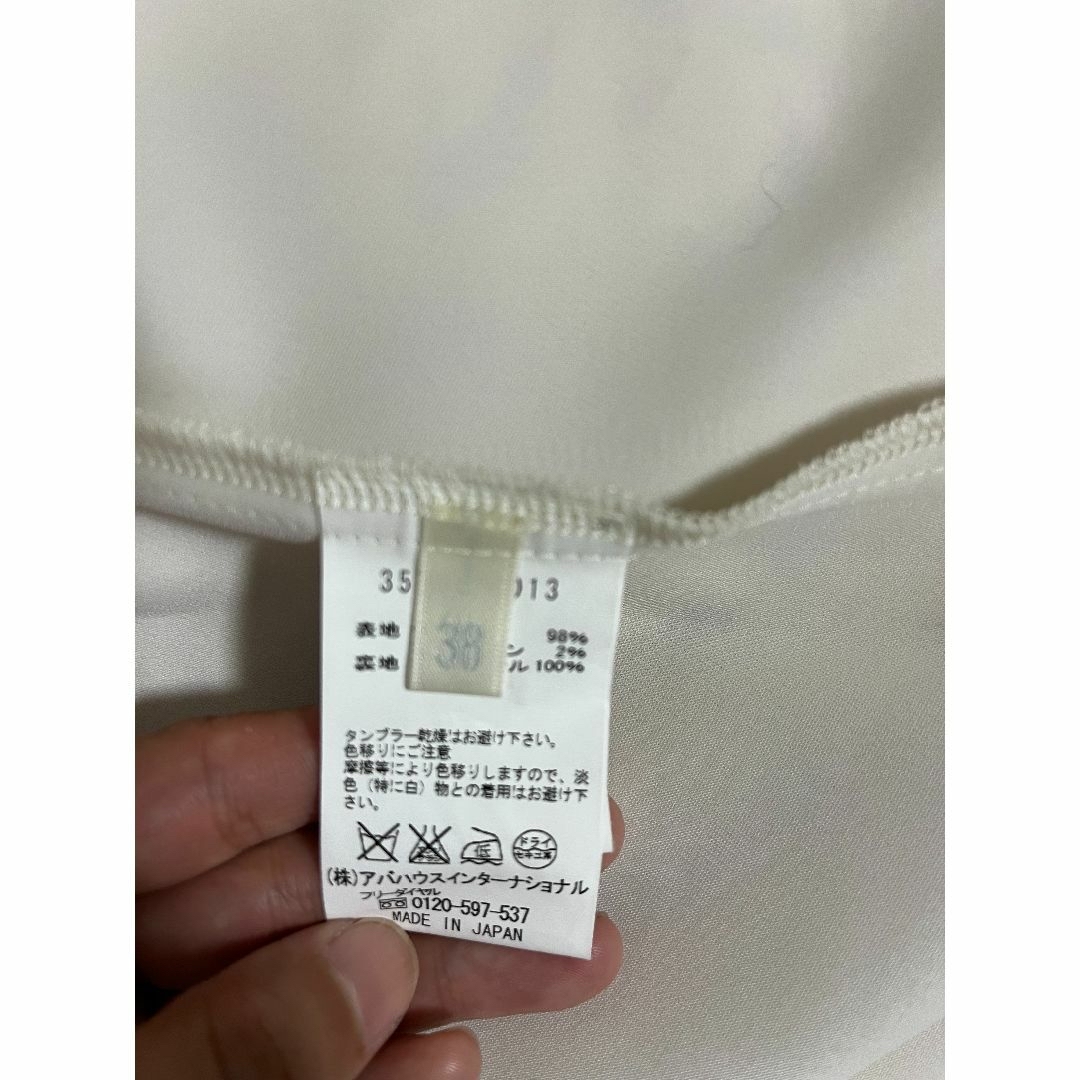 35 013
38
表地 98%
ン 2%
裏地 ル 100%
タンブラー乾燥はお避け下さい。
色移りにご注意
摩擦等により色移りしますので、淡
色（特に白）物との着用はお避け下
さい。
低 ドライ セキユ系
(株)アバハウスインターナショナル
フリーダイヤル
0120-597-537
MADE IN JAPAN